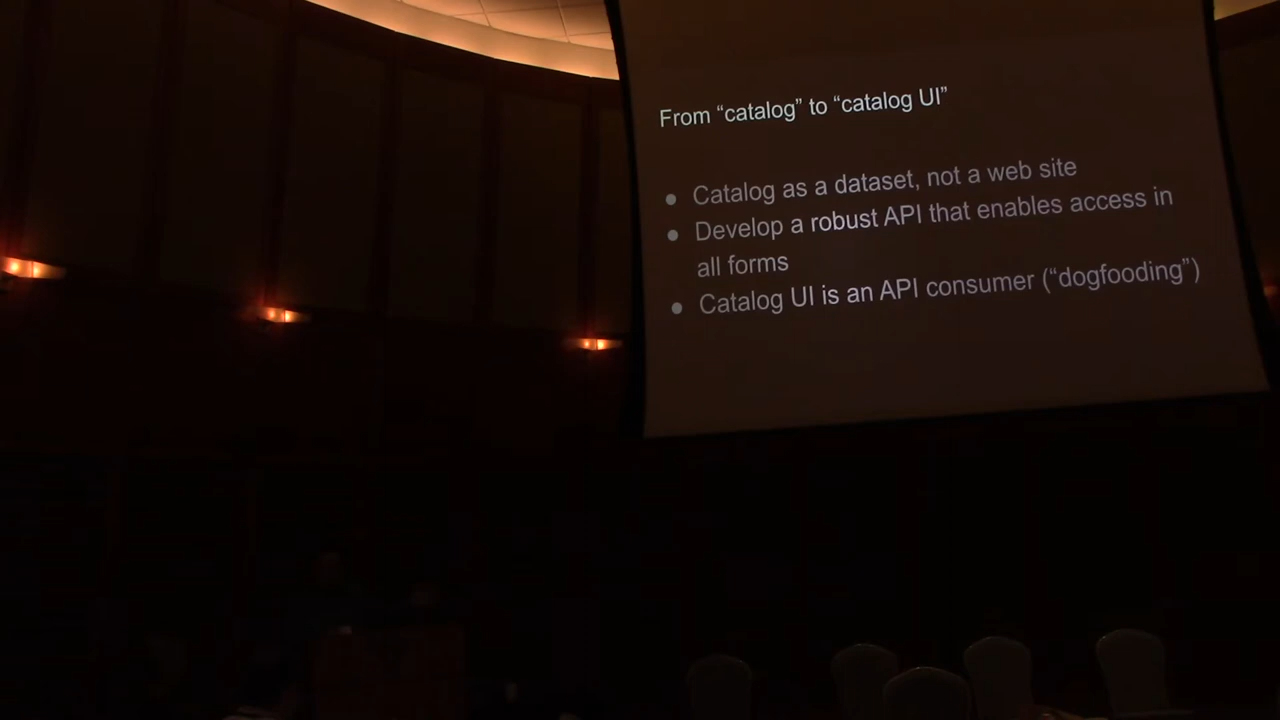 From “catalog” to “catalog UI”
● Catalog as a dataset, not a web site
● Develop a robust API that enables access in
all forms
● Catalog UI is an API consumer (“dogfooding”)